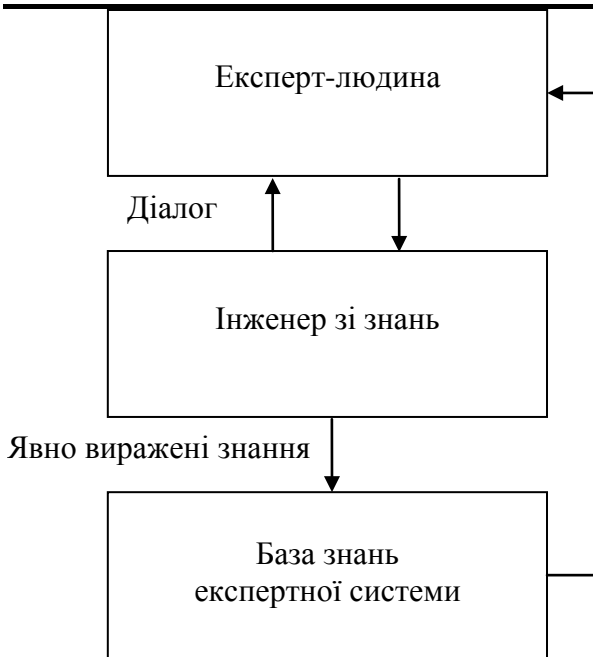 Експерт-людина
Діалог
Інженер зі знань
Явно виражені знання
База знань
експертної системи